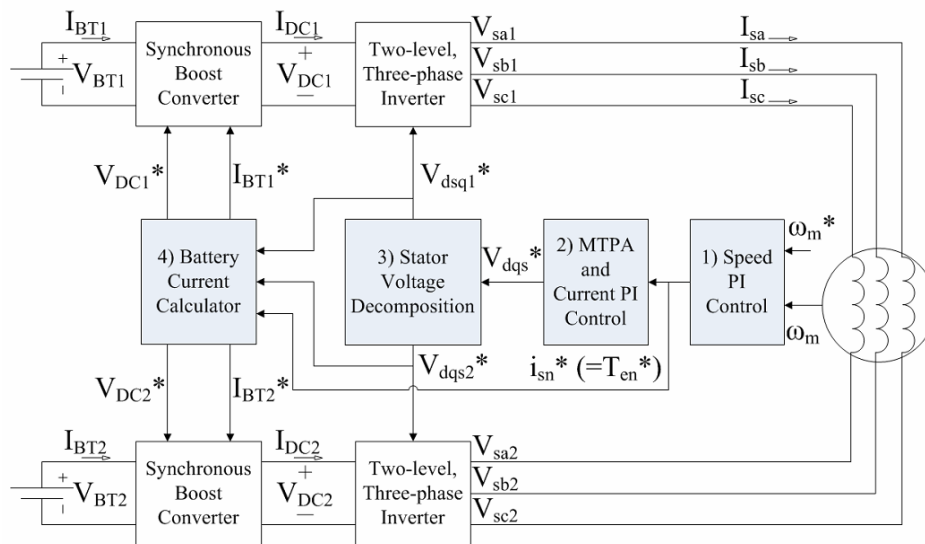 I_BT1
I_DC1
V_sa1
I_sa
+
V_BT1
Synchronous
Boost
Converter
+
V_DC1
Two-level,
Three-phase
Inverter
V_sb1
I_sb
V_sc1
I_sc
V_DC1*
I_BT1*
V_dsq1*
4) Battery
Current
Calculator
3) Stator
Voltage
Decomposition
V_dqs*
2) MTPA
and
Current PI
Control
1) Speed
PI
Control
ω_m*
ω_m
V_DC2*
I_BT2*
V_dqs2*
i_sn* (=T_en*)
I_BT2
I_DC2
V_sa2
+
V_BT2
Synchronous
Boost
Converter
+
V_DC2
Two-level,
Three-phase
Inverter
V_sb2
V_sc2